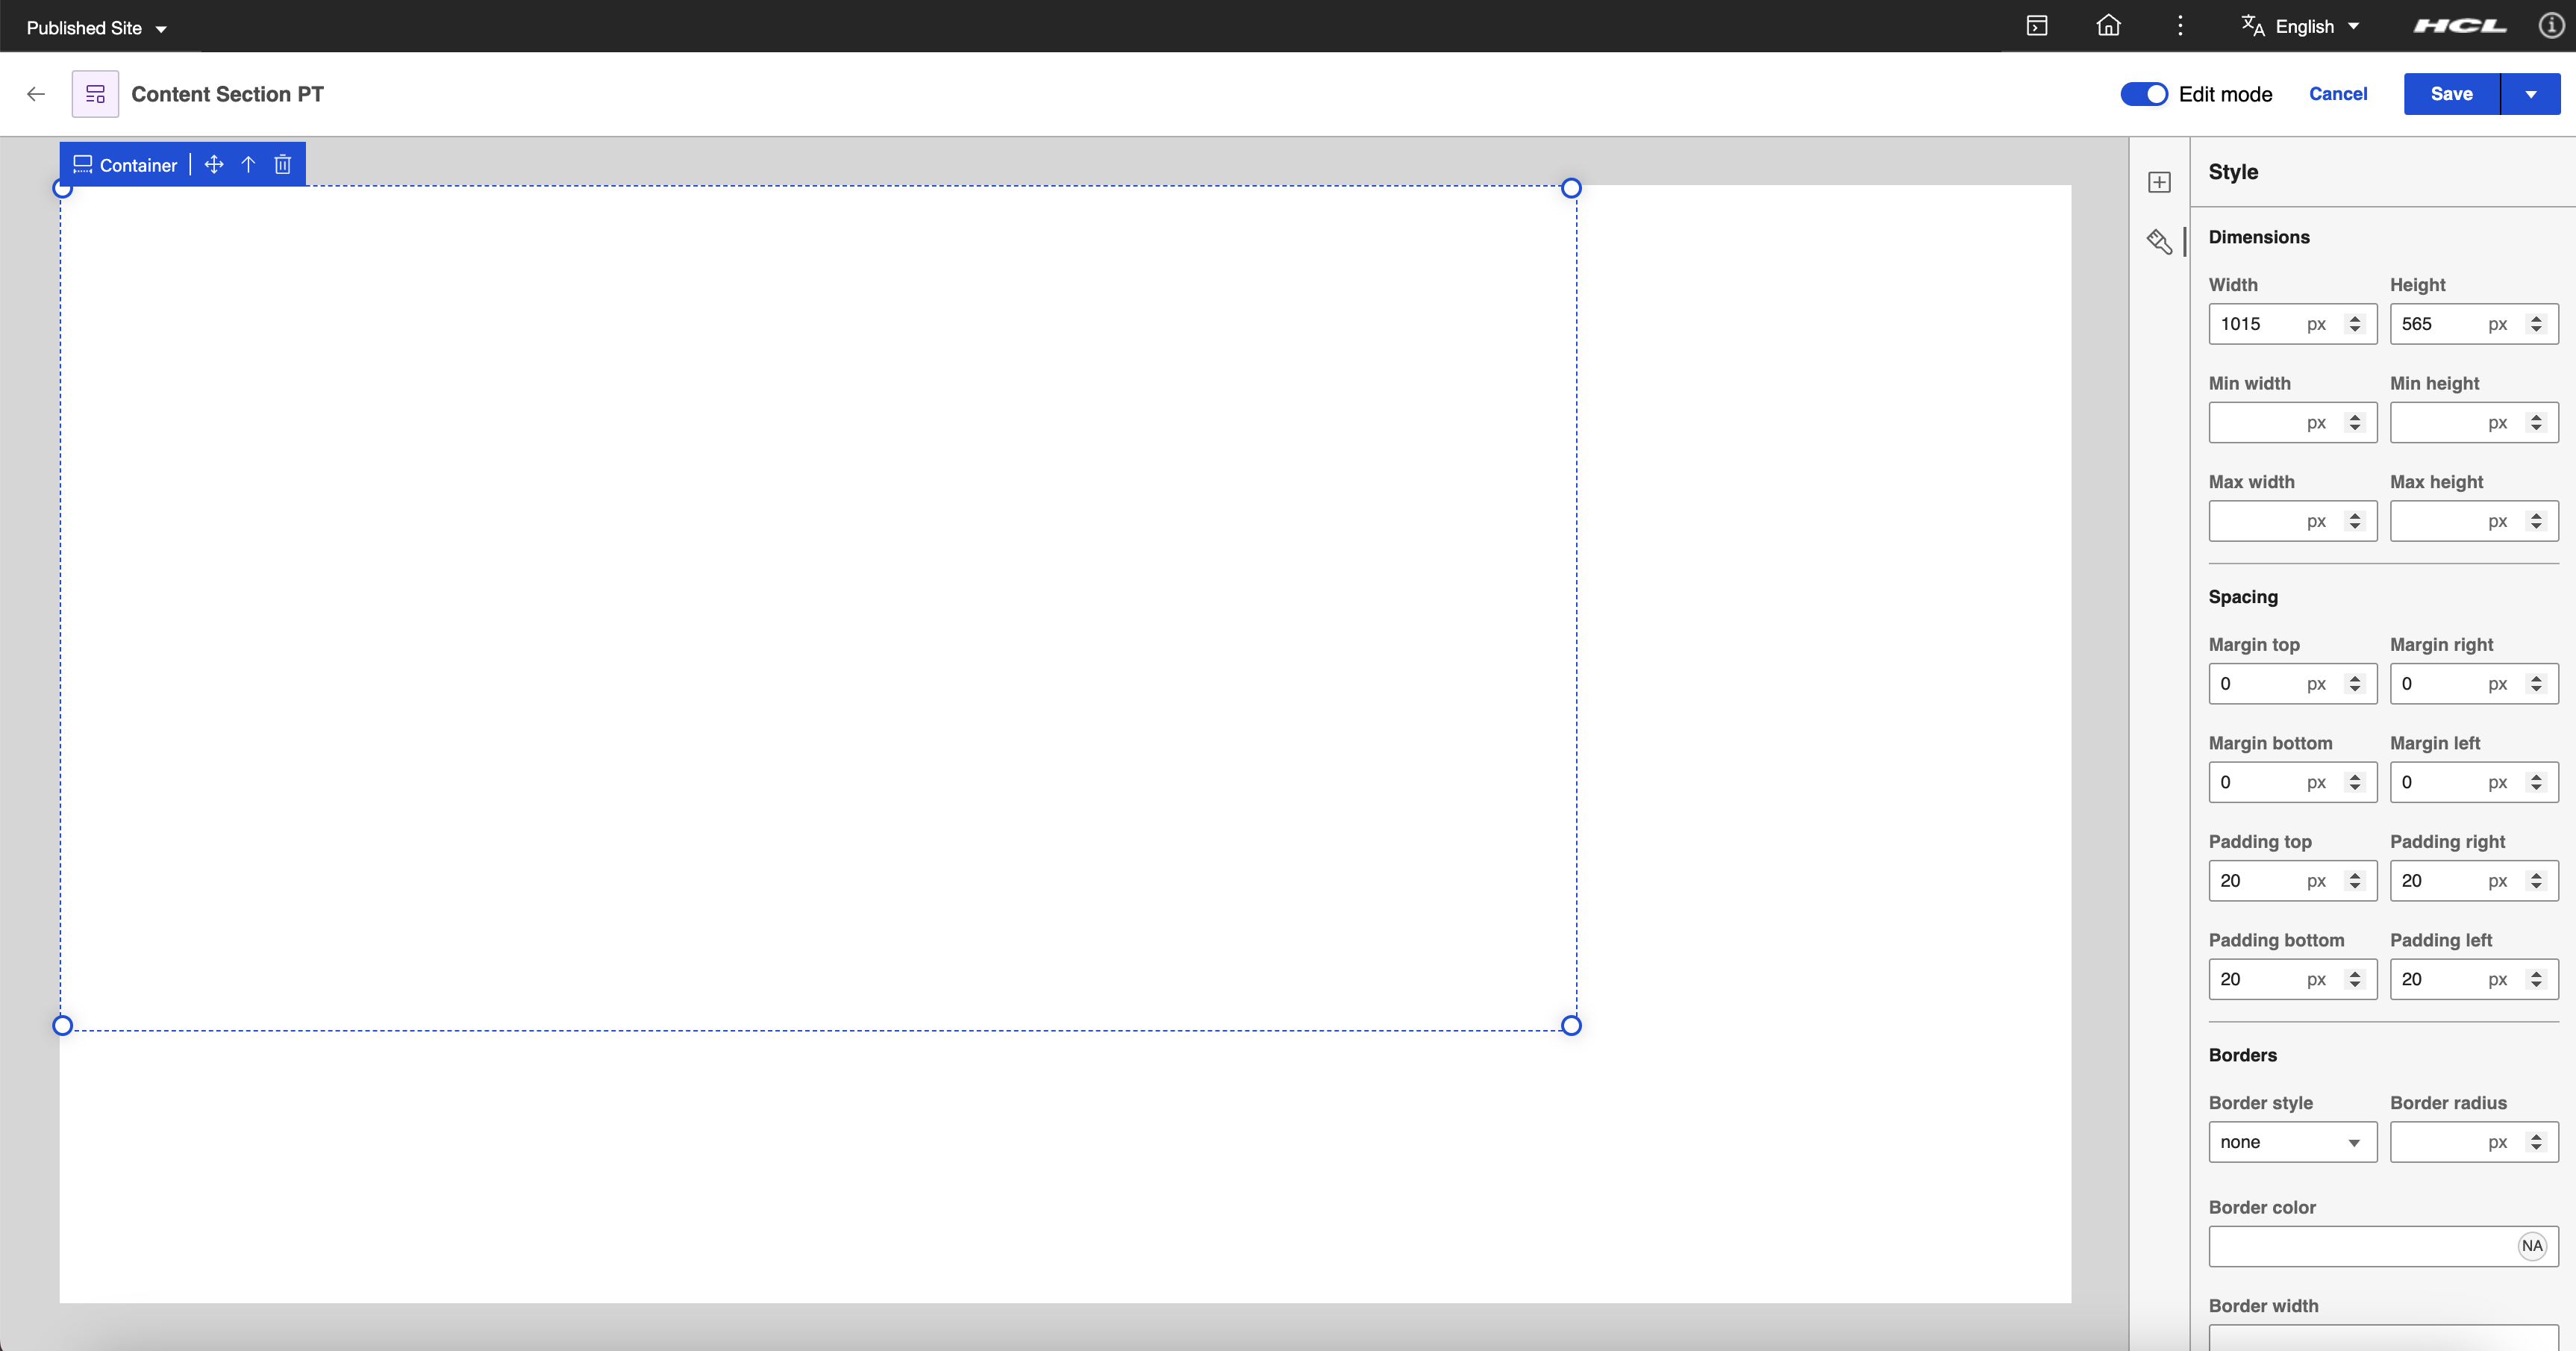 Published Site
English
HCL
Content Section PT
Edit mode
Cancel
Save
Container
Style
Dimensions
Width Height
1015 px 565 px
Min width Min height
px px
Max width Max height
px px
Spacing
Margin top Margin right
0 px 0 px
Margin bottom Margin left
0 px 0 px
Padding top Padding right
20 px 20 px
Padding bottom Padding left
20 px 20 px
Borders
Border style Border radius
none px
Border color
NA
Border width